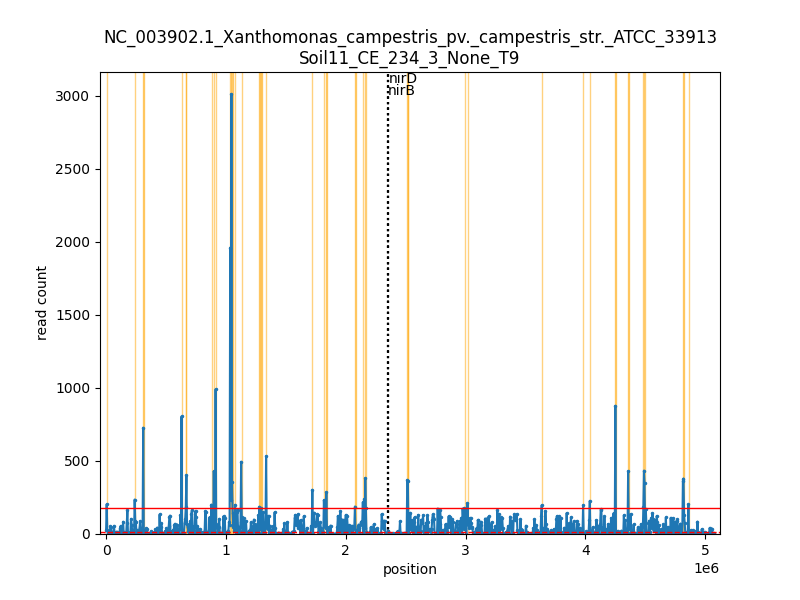 NC_003902.1_Xanthomonas_campestris_pv._campestris_str._ATCC_33913
Soil11_CE_234_3_None_T9
nirD
nirB
3000
2500
2000
1500
1000
500
0
read count
0 1 2 3 4 5
1e6
position